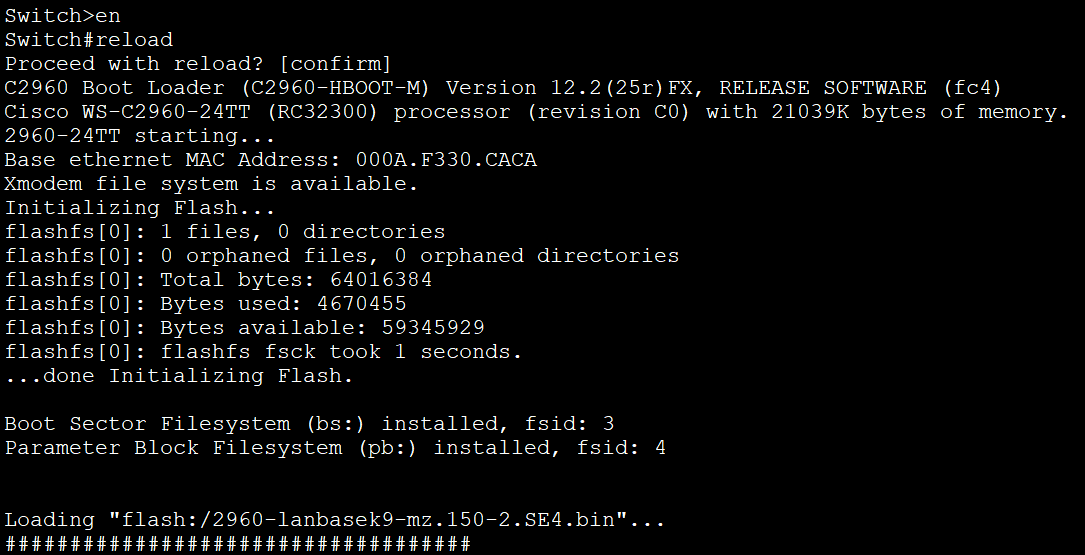 Switch>en
Switch#reload
Proceed with reload? [confirm]
C2960 Boot Loader (C2960-HBOOT-M) Version 12.2(25r)FX, RELEASE SOFTWARE (fc4)
Cisco WS-C2960-24TT (RC32300) processor (revision C0) with 21039K bytes of memory.
2960-24TT starting...
Base ethernet MAC Address: 000A.F330.CACA
Xmodem file system is available.
Initializing Flash...
flashfs[0]: 1 files, 0 directories
flashfs[0]: 0 orphaned files, 0 orphaned directories
flashfs[0]: Total bytes: 64016384
flashfs[0]: Bytes used: 4670455
flashfs[0]: Bytes available: 59345929
flashfs[0]: flashfs fsck took 1 seconds.
...done Initializing Flash.
Boot Sector Filesystem (bs:) installed, fsid: 3
Parameter Block Filesystem (pb:) installed, fsid: 4
Loading "flash:/2960-lanbasek9-mz.150-2.SE4.bin"...
####################################